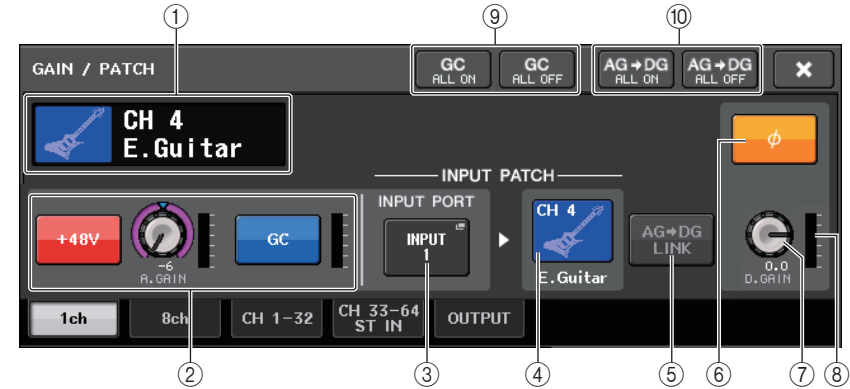 ① ⑨ ⑩
GAIN / PATCH
GC
ALL ON
GC
ALL OFF
AG➔DG
ALL ON
AG➔DG
ALL OFF
×
CH 4
E.Guitar
ϕ
INPUT PATCH
INPUT PORT
+48V
-6
A.GAIN
GC
INPUT
1
CH 4
E.Guitar
AG➔DG
LINK
0.0
D.GAIN
1ch
8ch
CH 1-32
CH 33-64
ST IN
OUTPUT
② ③ ④ ⑤ ⑥ ⑦ ⑧